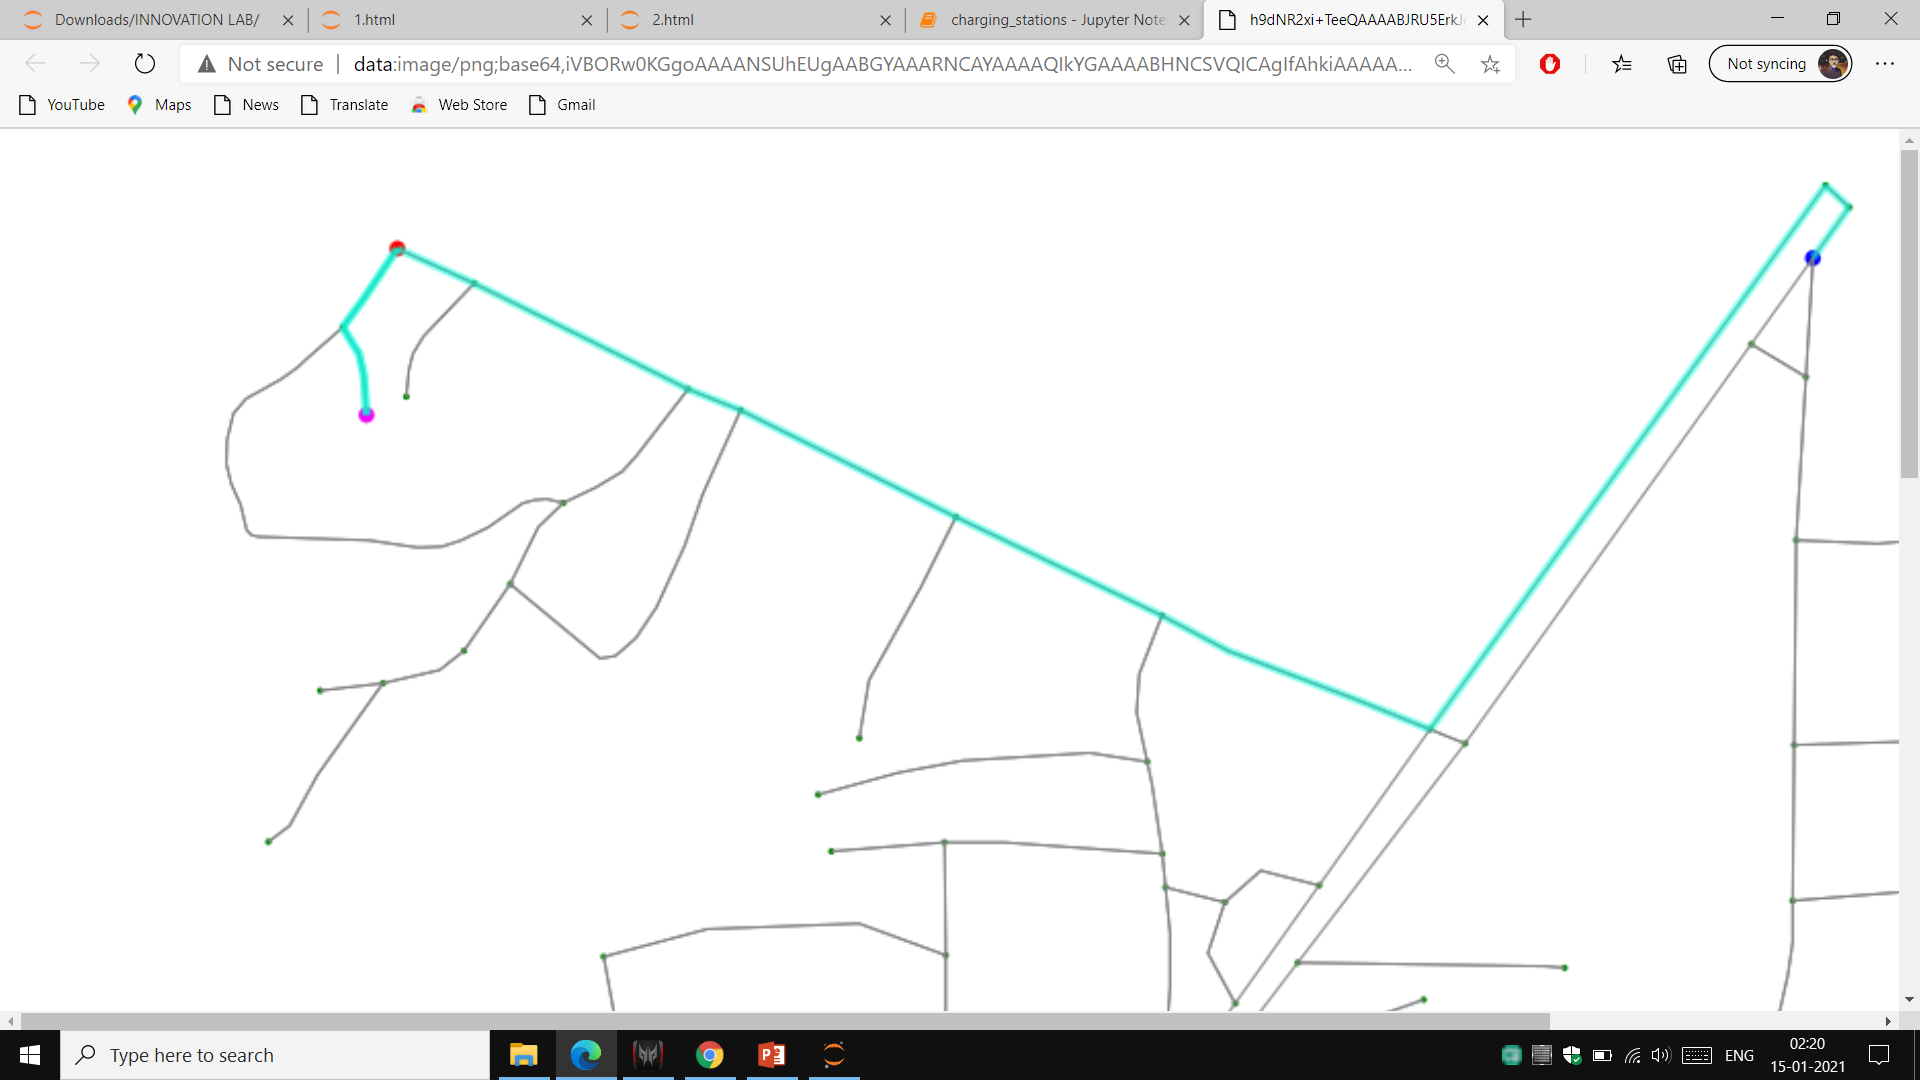 Downloads/INNOVATION LAB/
1.html
2.html
charging_stations - Jupyter Note
h9dNR2xi+TeeQAAAABJRU5ErkJ
Not secure
data:image/png;base64,iVBORw0KGgoAAAANSUhEUgAABGYAAARNCAYAAAAQIkYGAAAABHNCSVQICAgIfAhkiAAAAA...
Not syncing
YouTube
Maps
News
Translate
Web Store
Gmail
Type here to search
ENG
02:20
15-01-2021